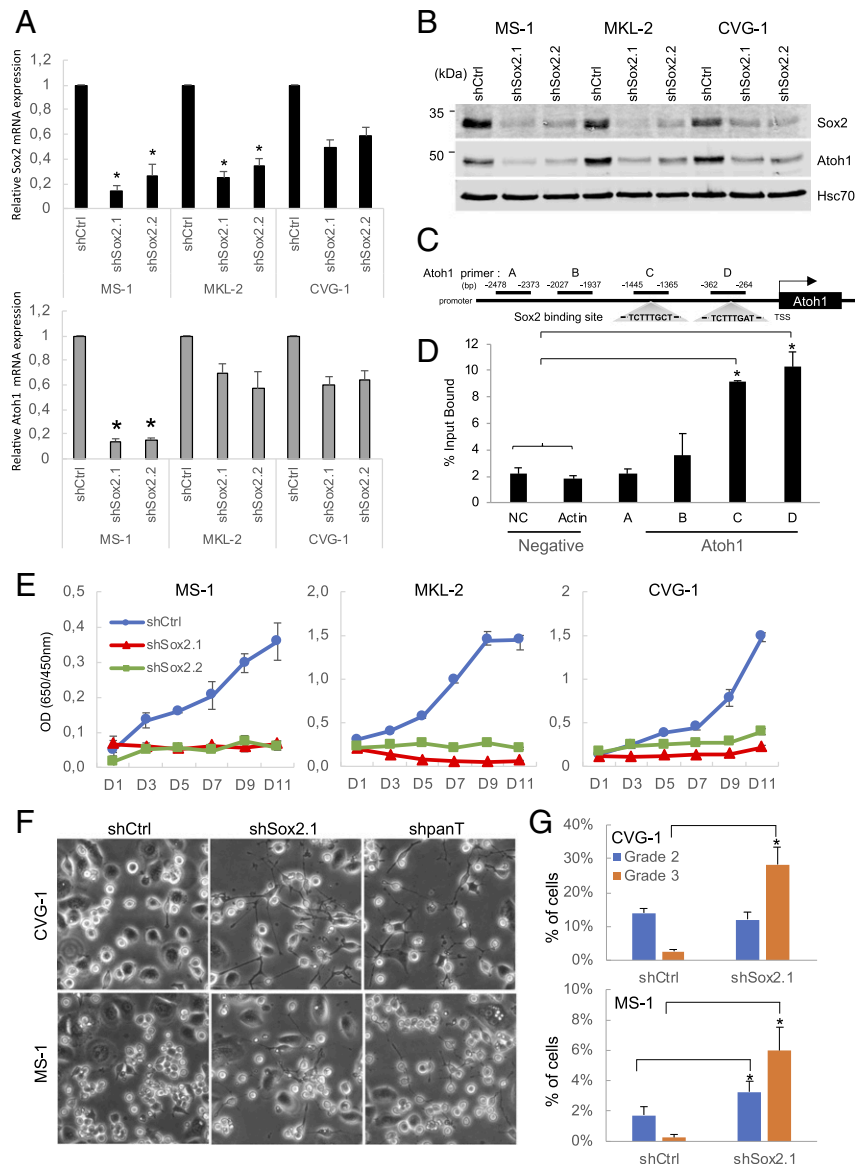 A
Relative Sox2 mRNA expression
1
0,8
0,6
0,4
0,2
0
* * * *
shCtrl shSox2.1 shSox2.2 shCtrl shSox2.1 shSox2.2 shCtrl shSox2.1 shSox2.2
MS-1 MKL-2 CVG-1
Relative Atoh1 mRNA expression
1
0,8
0,6
0,4
0,2
0
* *
shCtrl shSox2.1 shSox2.2 shCtrl shSox2.1 shSox2.2 shCtrl shSox2.1 shSox2.2
MS-1 MKL-2 CVG-1
B
MS-1 MKL-2 CVG-1
(kDa) shCtrl shSox2.1 shSox2.2 shCtrl shSox2.1 shSox2.2 shCtrl shSox2.1 shSox2.2
35 Sox2
50 Atoh1
Hsc70
C
Atoh1 primer : A B C D
(bp) -2478 -2373 -2027 -1937 -1445 -1365 -362 -264
promoter Atoh1
Sox2 binding site TCTTTGCT TCTTTGAT TSS
D
% Input Bound
12
10
8
6
4
2
0
* *
NC Actin A B C D
Negative Atoh1
E
MS-1 MKL-2 CVG-1
OD (650/450nm)
0,5
0,4
0,3
0,2
0,1
0,0
shCtrl
shSox2.1
shSox2.2
D1 D3 D5 D7 D9 D11
2,0
1,5
1,0
0,5
0,0
D1 D3 D5 D7 D9 D11
2
1,5
1
0,5
0
D1 D3 D5 D7 D9 D11
F
shCtrl shSox2.1 shpanT
CVG-1
MS-1
G
CVG-1
Grade 2
Grade 3
% of cells
40%
30%
20%
10%
0%
*
shCtrl shSox2.1
MS-1
% of cells
10%
8%
6%
4%
2%
0%
* *
shCtrl shSox2.1